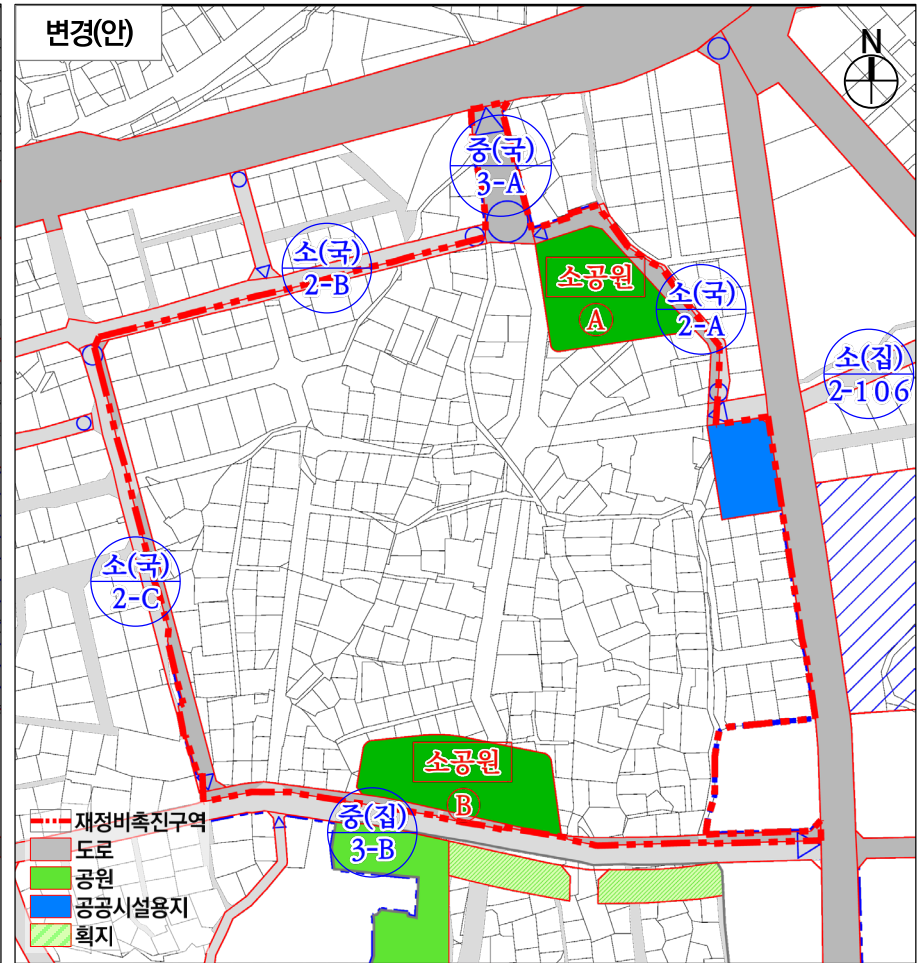 변경(안)
N
중(국)
3-A
소(국)
2-B
소공원
A
소(국)
2-A
소(집)
2-106
소(국)
2-C
소공원
B
중(집)
3-B
재정비촉진구역
도로
공원
공공시설용지
획지